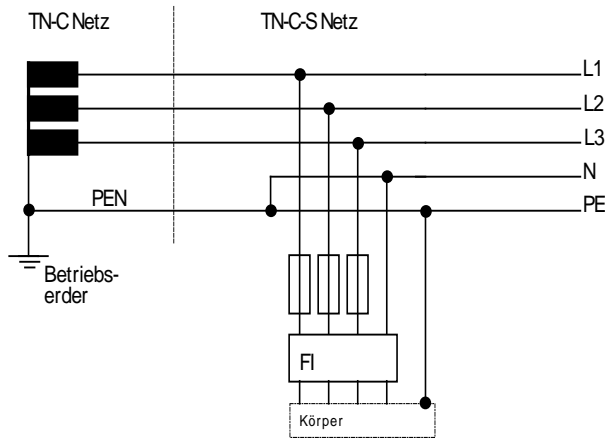 TN-C Netz
TN-C-S Netz
L1
L2
L3
N
PEN
PE
Betriebs-
erder
FI
Körper